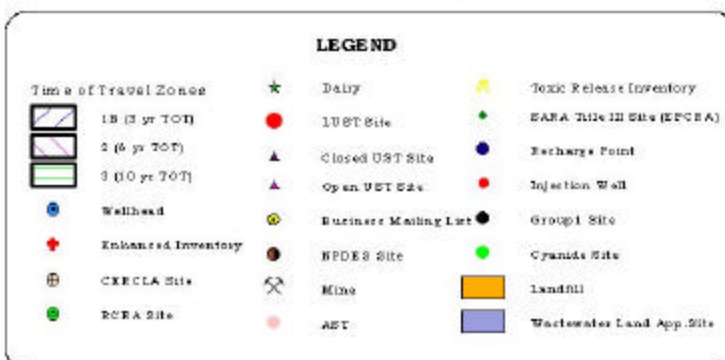 LEGEND
Time of Travel Zones
1B (3 yr TOT)
2 (6 yr TOT)
3 (10 yr TOT)
Wellhead
Enhanced Inventory
CERCLA Site
RCRA Site
Dairy
LUST Site
Closed UST Site
Open UST Site
Business Mailing List
NPDES Site
Mine
AST
Toxic Release Inventory
SARA Title III Site (EPCRA)
Recharge Point
Injection Well
Group1 Site
Cyanide Site
Landfill
Wastewater Land App. Site